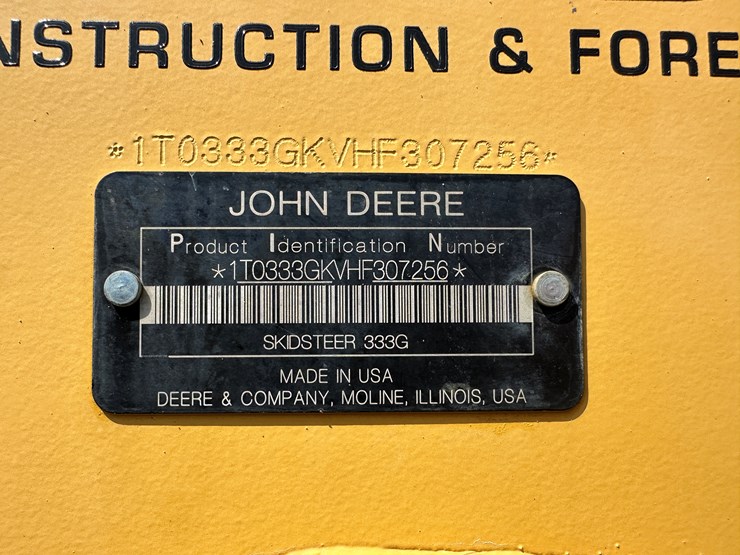 NSTRUCTION & FORE
*1T0333GKVHF307256*
JOHN DEERE
Product Identification Number
*1T0333GKVHF307256*
SKIDSTEER 333G
MADE IN USA
DEERE & COMPANY, MOLINE, ILLINOIS, USA